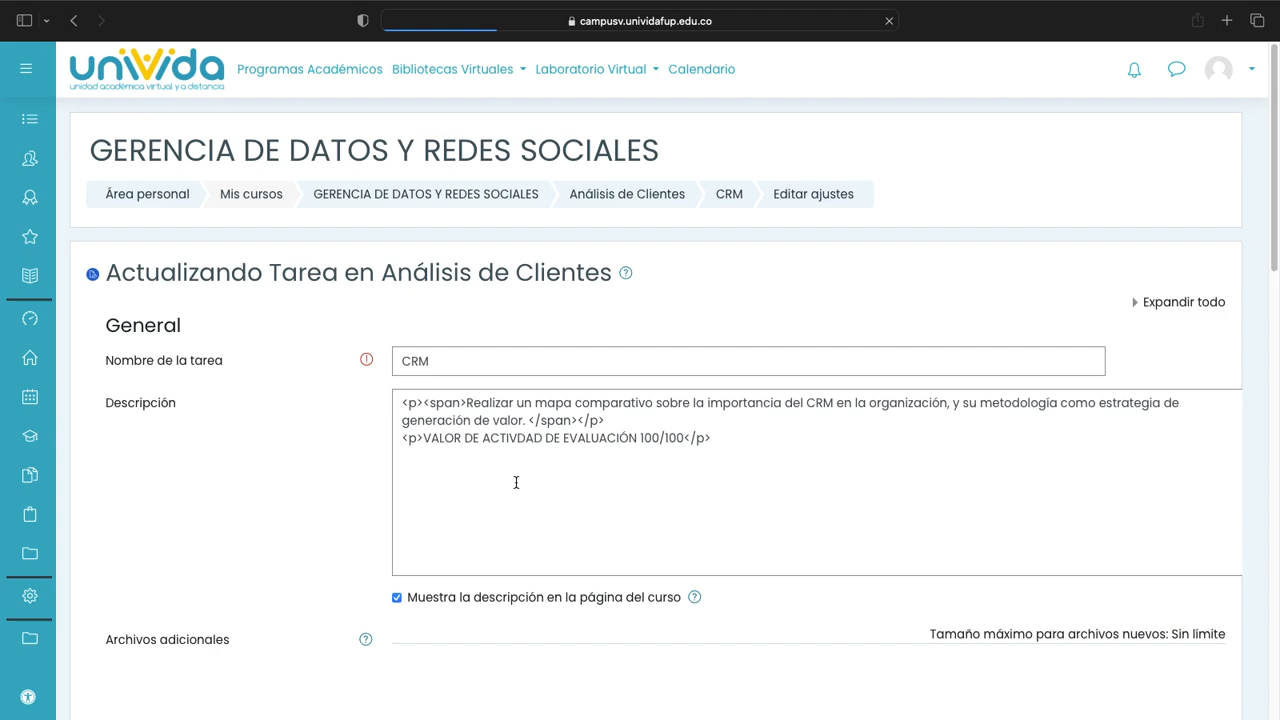 campusv.unividafup.edu.co
univida
unidad académica virtual y a distancia
Programas Académicos
Bibliotecas Virtuales
Laboratorio Virtual
Calendario
GERENCIA DE DATOS Y REDES SOCIALES
Área personal
Mis cursos
GERENCIA DE DATOS Y REDES SOCIALES
Análisis de Clientes
CRM
Editar ajustes
Actualizando Tarea en Análisis de Clientes
Expandir todo
General
Nombre de la tarea
CRM
Descripción
<p><span>Realizar un mapa comparativo sobre la importancia del CRM en la organización, y su metodología como estrategia de
generación de valor. </span></p>
<p>VALOR DE ACTIVDAD DE EVALUACIÓN 100/100</p>
Muestra la descripción en la página del curso
Archivos adicionales
Tamaño máximo para archivos nuevos: Sin límite